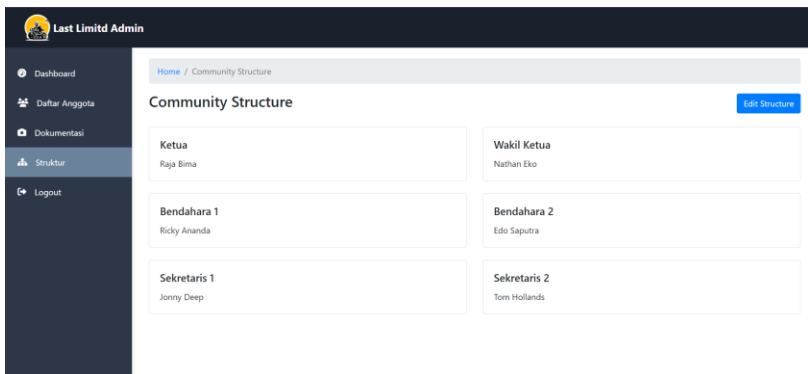 Last Limitd Admin
Dashboard
Daftar Anggota
Dokumentasi
Struktur
Logout
Home / Community Structure
Community Structure
Edit Structure
Ketua
Raja Bima
Wakil Ketua
Nathan Eko
Bendahara 1
Ricky Ananda
Bendahara 2
Edo Saputra
Sekretaris 1
Jonny Deep
Sekretaris 2
Tom Hollands